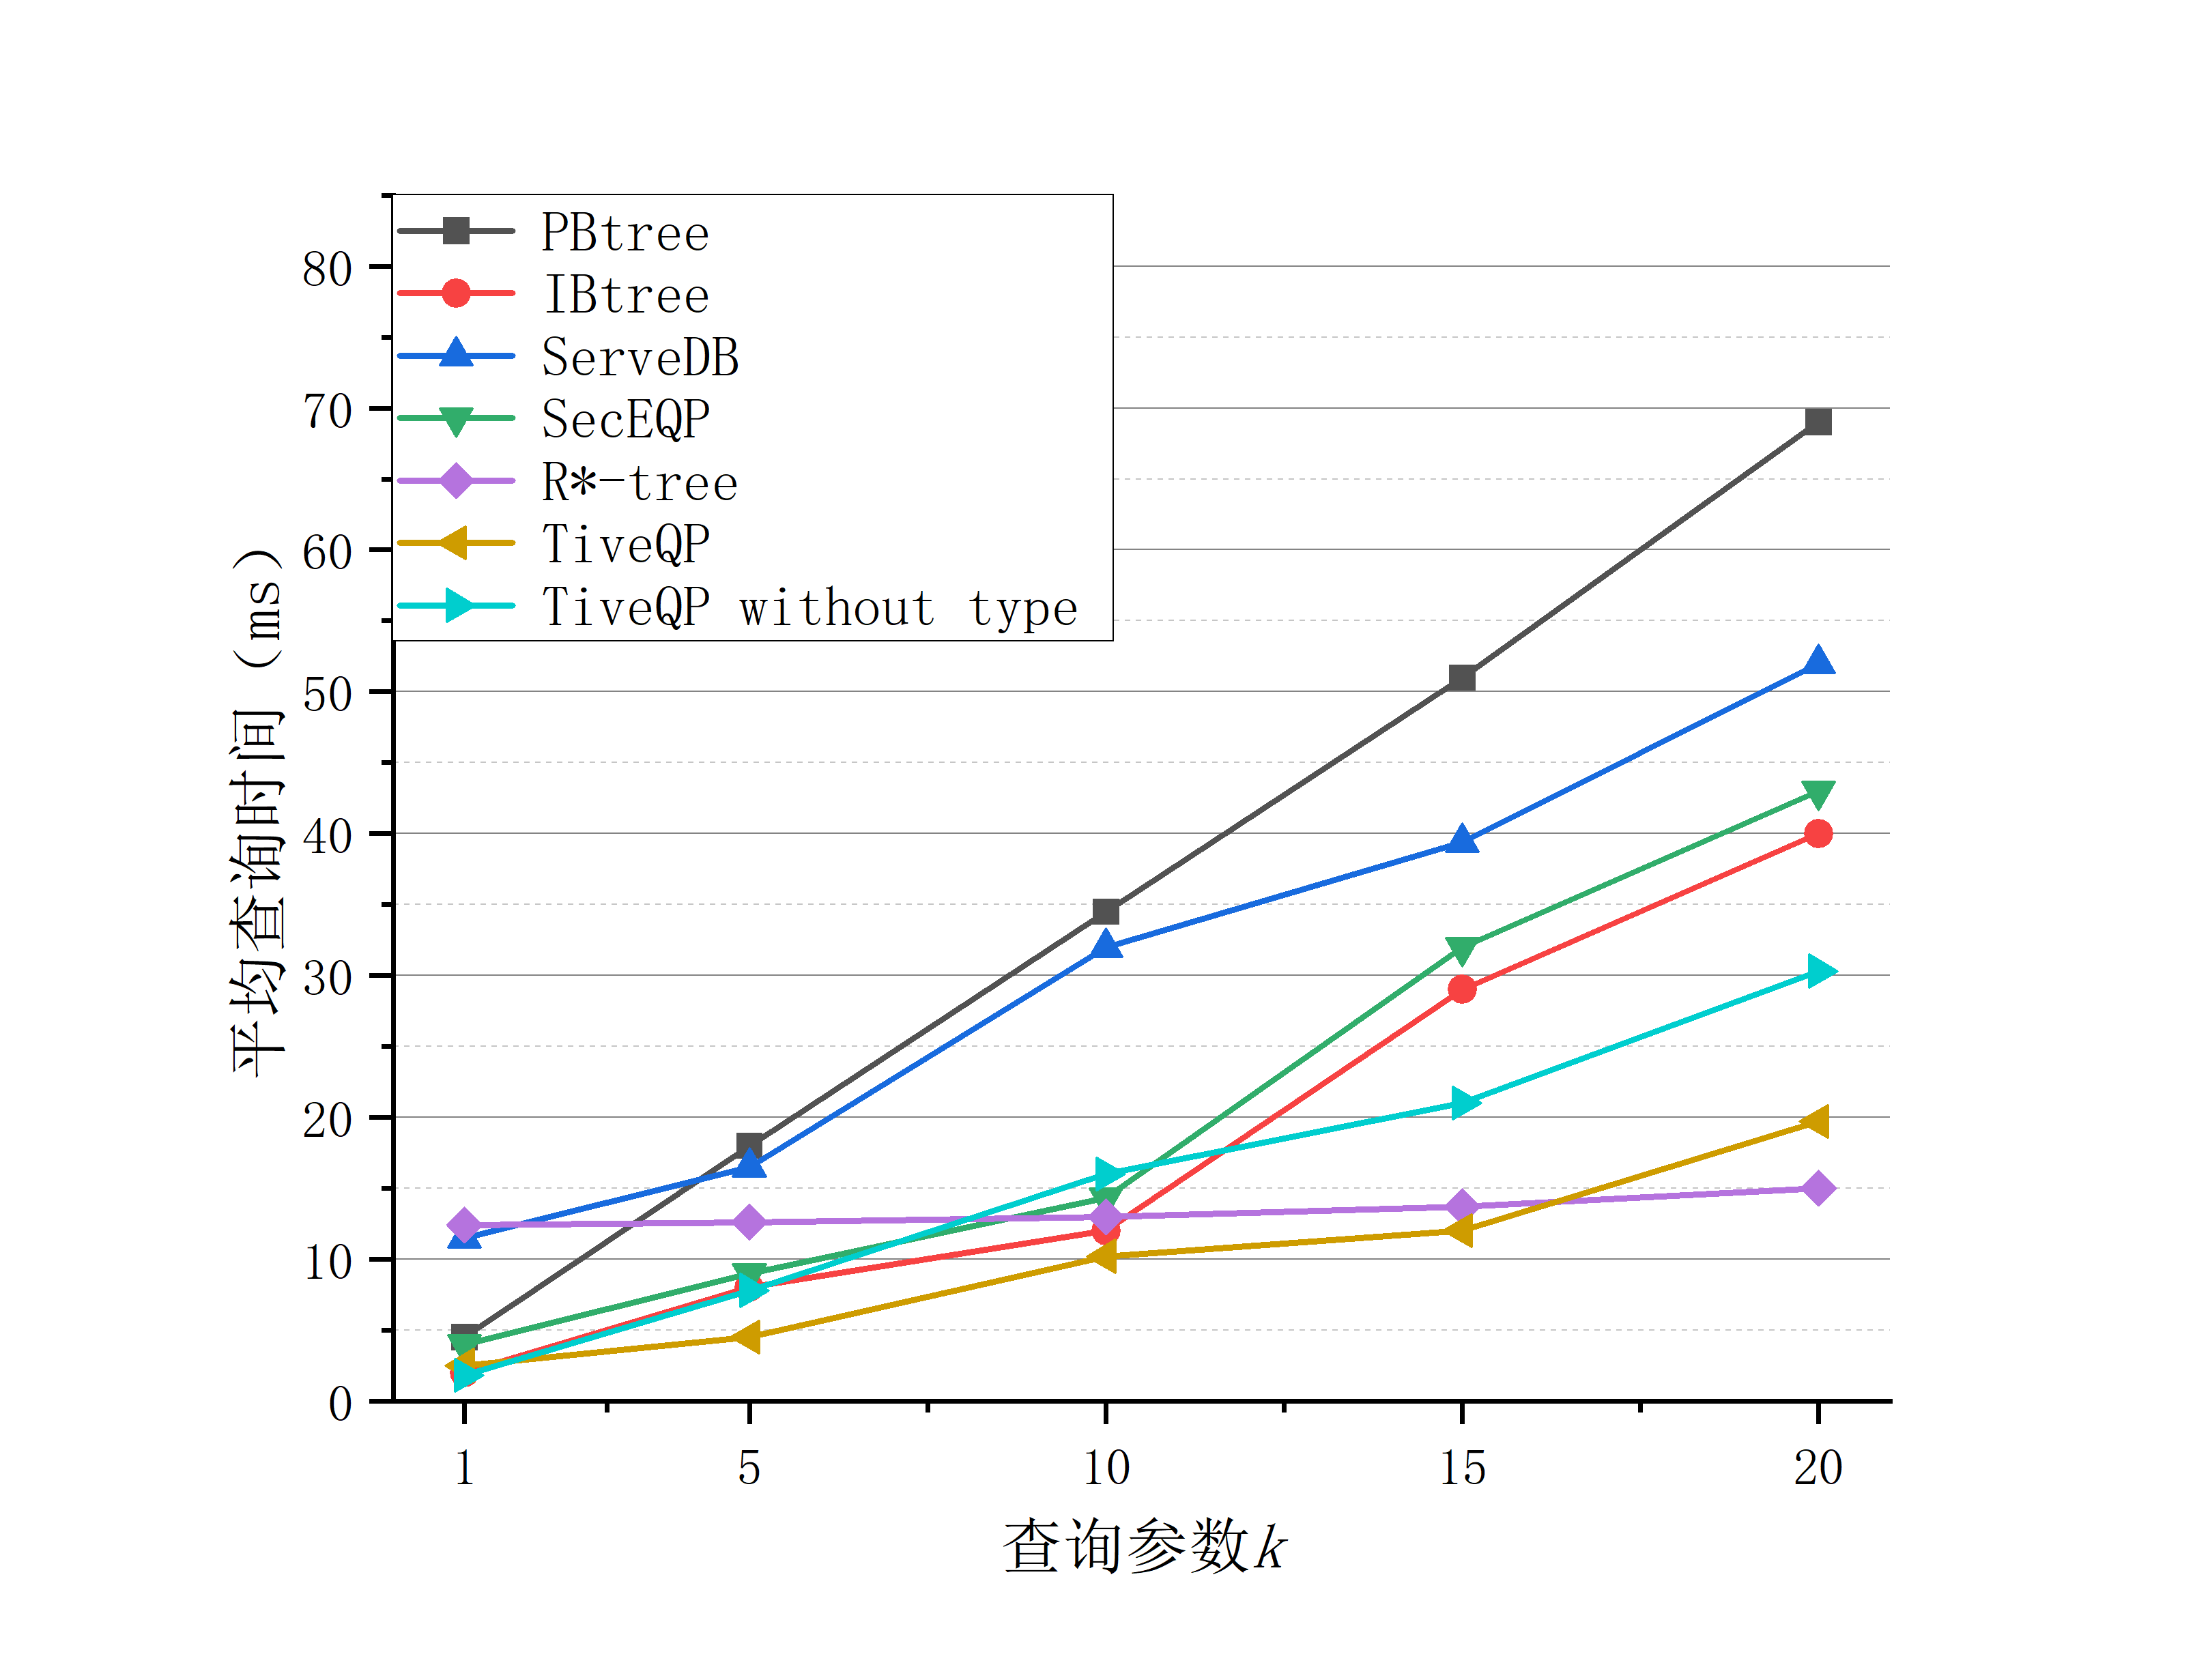 PBtree
IBtree
ServeDB
SecEQP
R*-tree
TiveQP
TiveQP without type
平均查询时间 (ms)
80
70
60
50
40
30
20
10
0
1 5 10 15 20
查询参数k